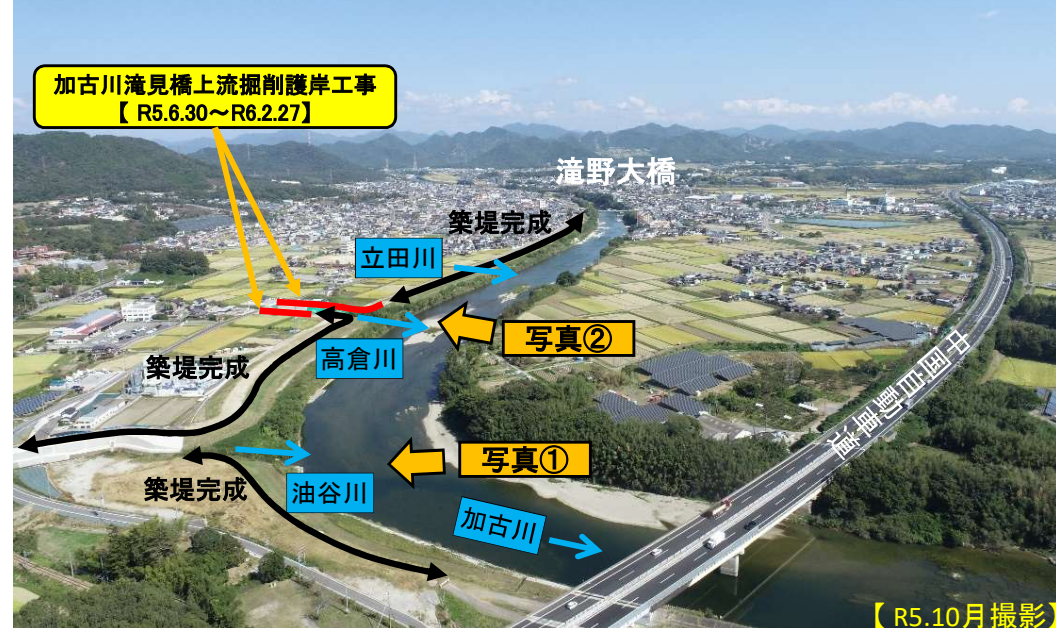 加古川滝見橋上流掘削護岸工事
【 R5.6.30～R6.2.27】
滝野大橋
築堤完成
立田川
写真②
高倉川
築堤完成
中国自動車道
写真①
築堤完成
油谷川
加古川
【 R5.10月撮影】